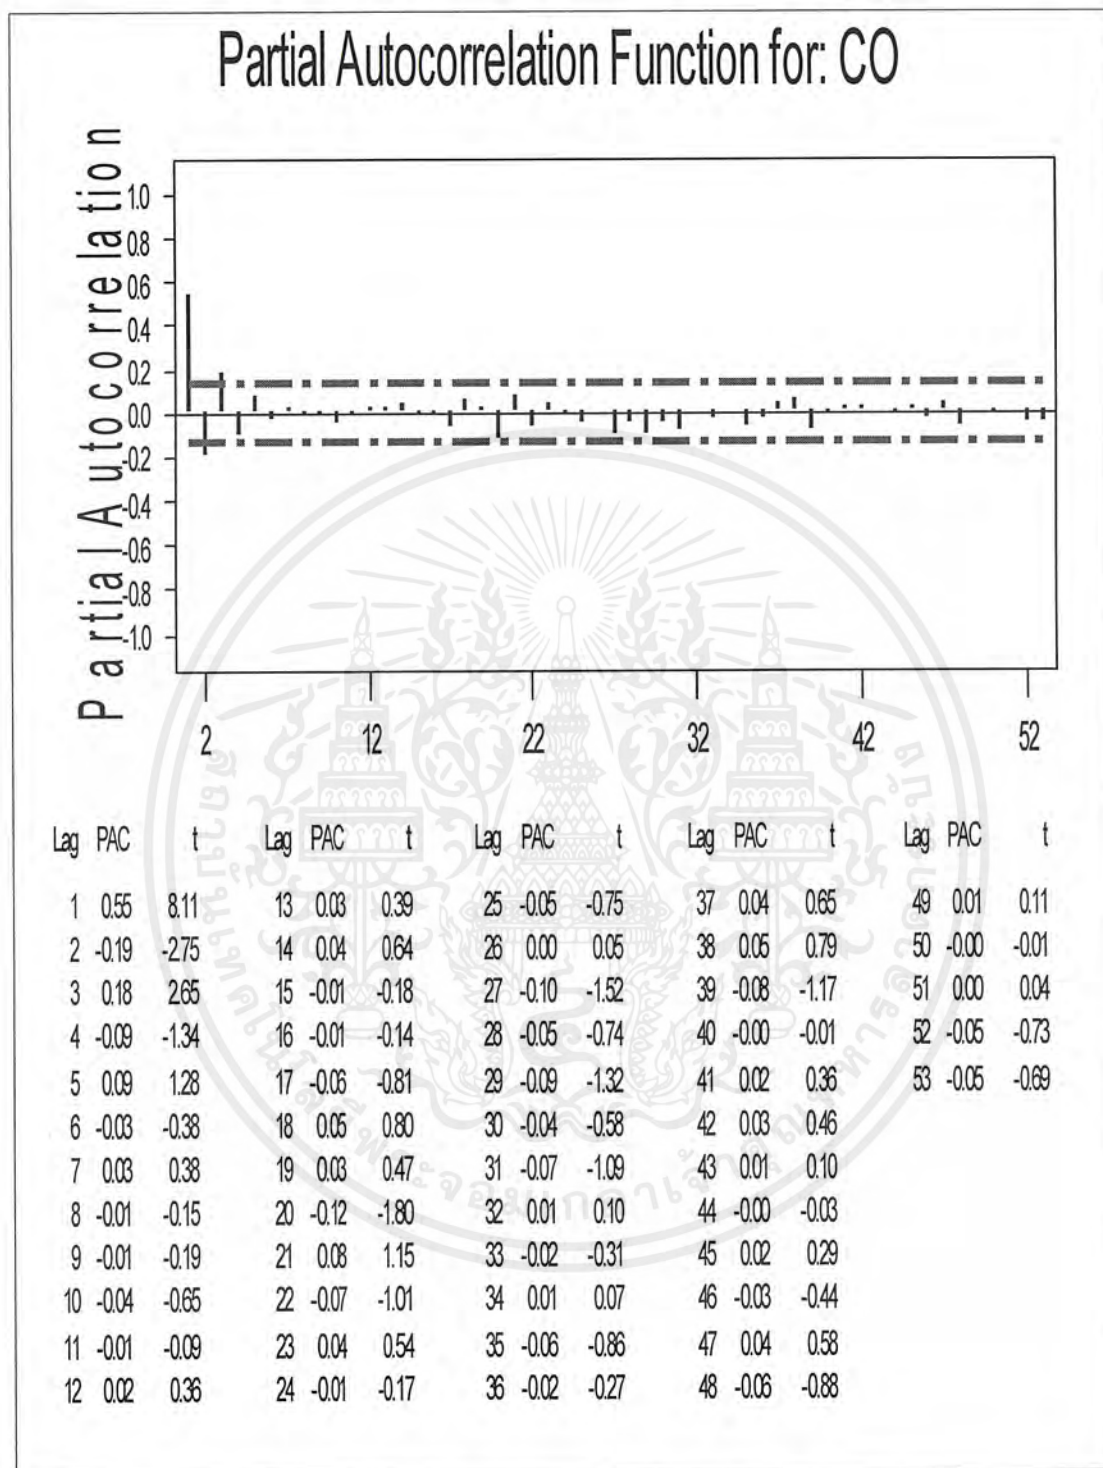 Partial Autocorrelation Function for: CO
Partial Autocorrelation
1.0
0.8
0.6
0.4
0.2
0.0
-0.2
-0.4
-0.6
-0.8
-1.0
2 12 22 32 42 52
Lag PAC t Lag PAC t Lag PAC t Lag PAC t Lag PAC t
1 0.55 8.11 13 0.03 0.39 25 -0.05 -0.75 37 0.04 0.65 49 0.01 0.11
2 -0.19 -2.75 14 0.04 0.64 26 0.00 0.05 38 0.05 0.79 50 -0.00 -0.01
3 0.18 2.65 15 -0.01 -0.18 27 -0.10 -1.52 39 -0.08 -1.17 51 0.00 0.04
4 -0.09 -1.34 16 -0.01 -0.14 28 -0.05 -0.74 40 -0.00 -0.01 52 -0.05 -0.73
5 0.09 1.28 17 -0.06 -0.81 29 -0.09 -1.32 41 0.02 0.36 53 -0.05 -0.69
6 -0.03 -0.38 18 0.05 0.80 30 -0.04 -0.58 42 0.03 0.46
7 0.03 0.38 19 0.03 0.47 31 -0.07 -1.09 43 0.01 0.10
8 -0.01 -0.15 20 -0.12 -1.80 32 0.01 0.10 44 -0.00 -0.03
9 -0.01 -0.19 21 0.08 1.15 33 -0.02 -0.31 45 0.02 0.29
10 -0.04 -0.65 22 -0.07 -1.01 34 0.01 0.07 46 -0.03 -0.44
11 -0.01 -0.09 23 0.04 0.54 35 -0.06 -0.86 47 0.04 0.58
12 0.02 0.36 24 -0.01 -0.17 36 -0.02 -0.27 48 -0.06 -0.88